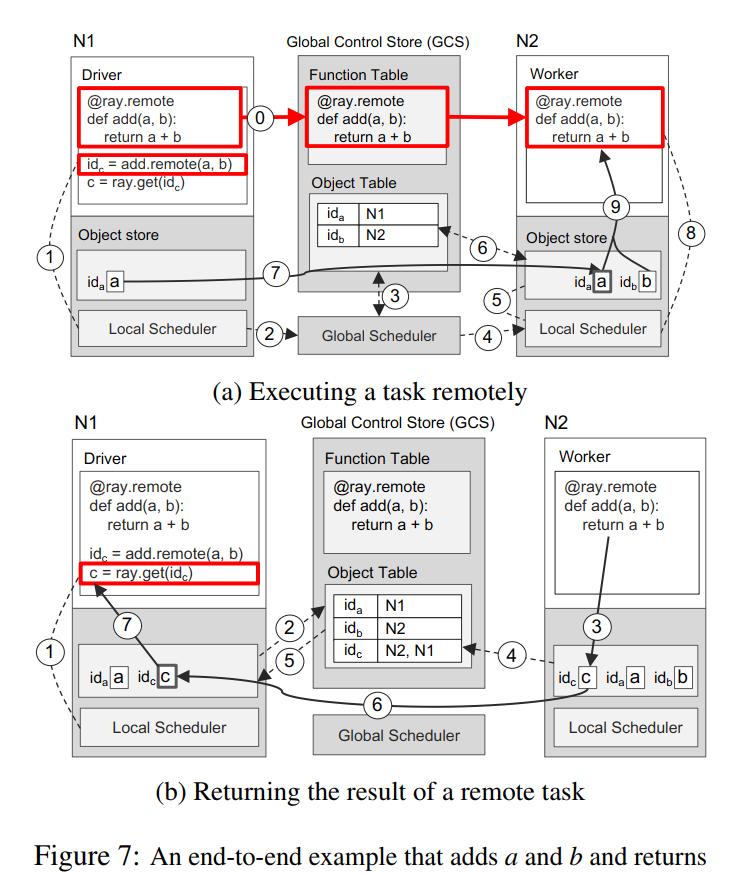 N1
Global Control Store (GCS)
N2
Driver
Function Table
Worker
@ray.remote
def add(a, b):
return a + b
0
@ray.remote
def add(a, b):
return a + b
@ray.remote
def add(a, b):
return a + b
id_c = add.remote(a, b)
c = ray.get(id_c)
Object Table
id_a N1
id_b N2
9
1
Object store
6
Object store
8
id_a a
7
id_a a id_b b
3
5
Local Scheduler
2
Global Scheduler
4
Local Scheduler
(a) Executing a task remotely
N1
Global Control Store (GCS)
N2
Driver
Function Table
Worker
@ray.remote
def add(a, b):
return a + b
@ray.remote
def add(a, b):
return a + b
@ray.remote
def add(a, b):
return a + b
id_c = add.remote(a, b)
c = ray.get(id_c)
Object Table
id_a N1
id_b N2
id_c N2, N1
7
2
3
1
5
4
id_a a id_c c
id_c c id_a a id_b b
6
Local Scheduler
Global Scheduler
Local Scheduler
(b) Returning the result of a remote task
Figure 7: An end-to-end example that adds a and b and returns